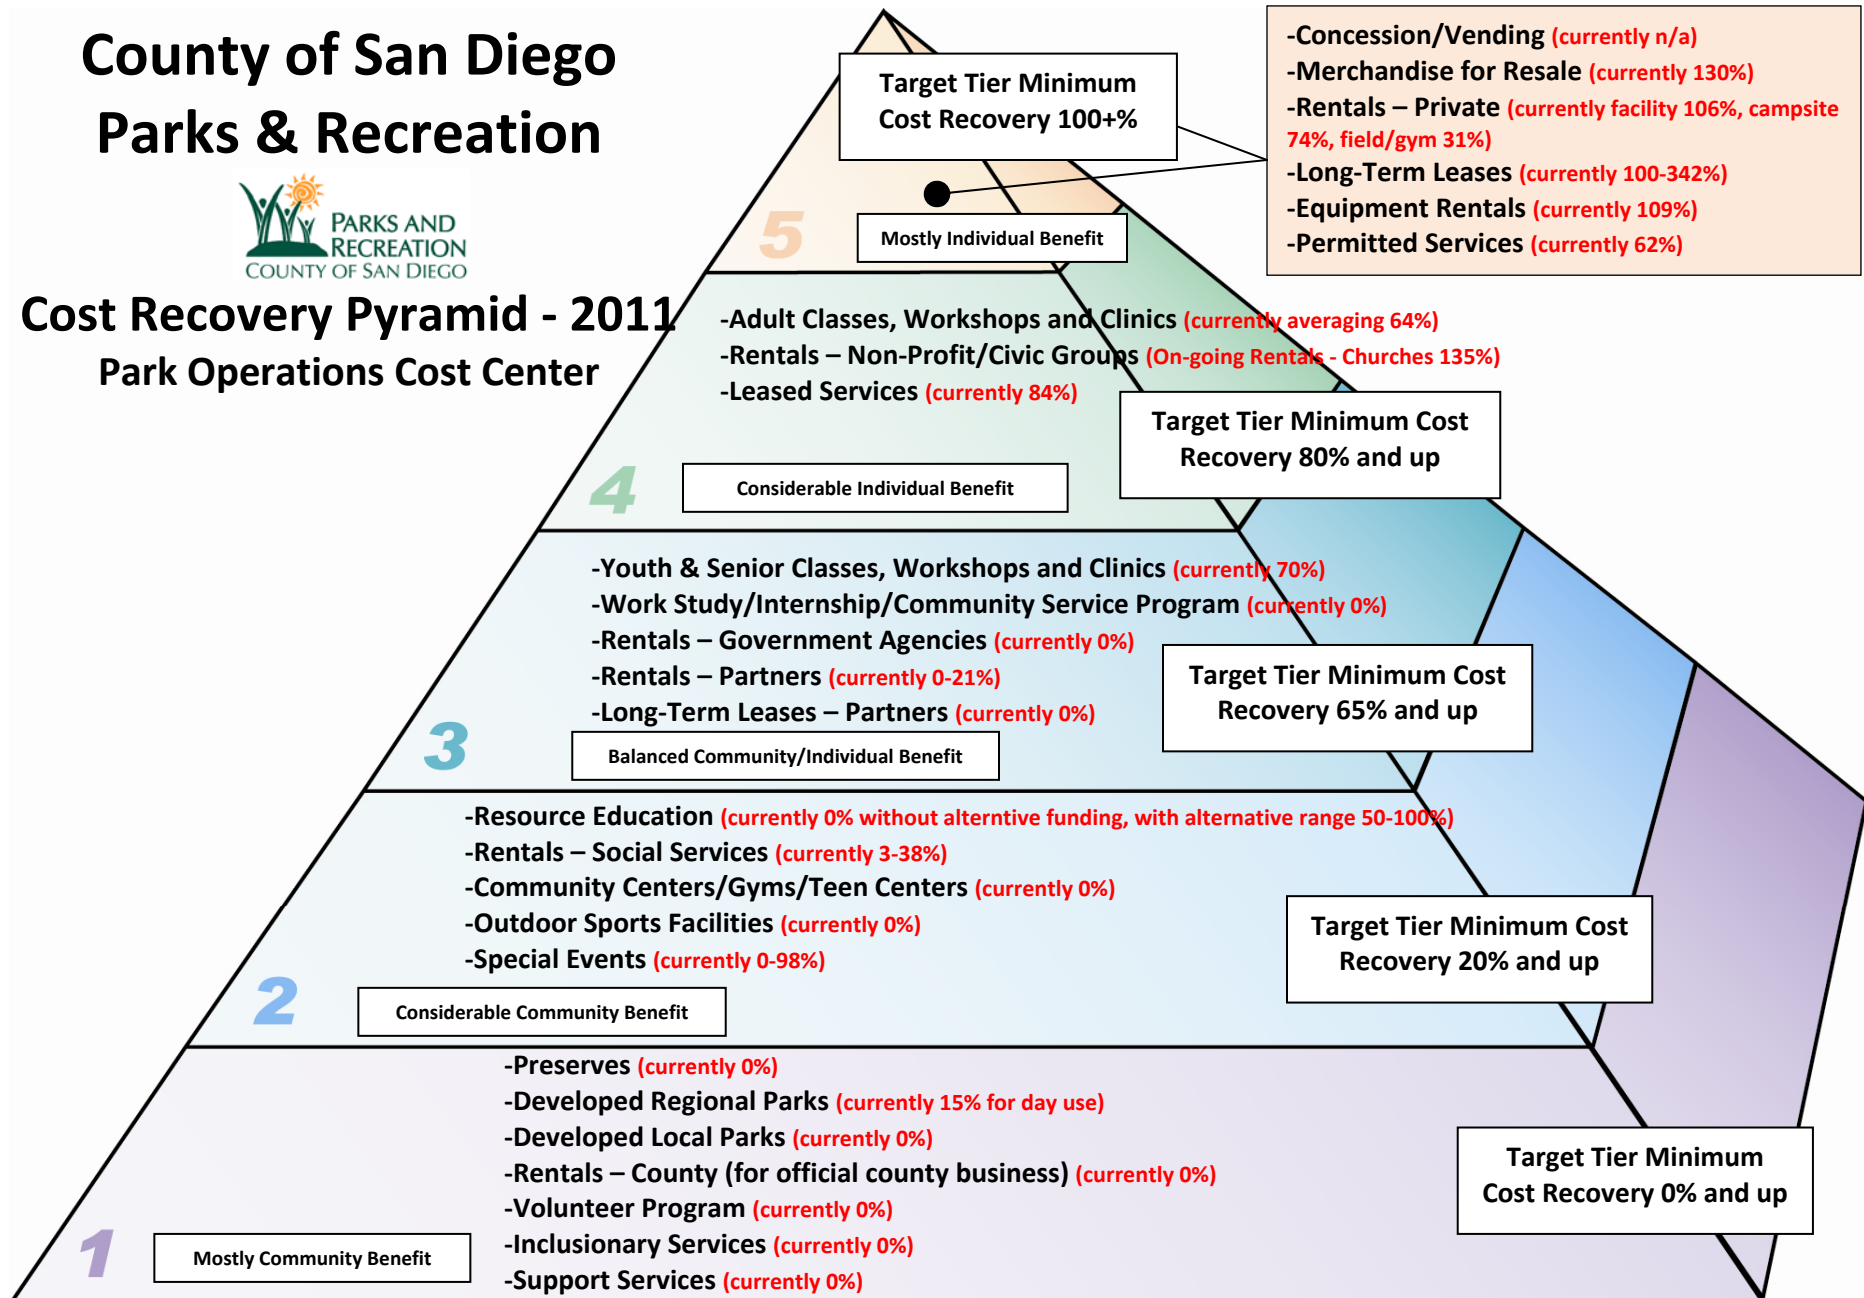 County of San Diego
Parks & Recreation
PARKS AND
RECREATION
COUNTY OF SAN DIEGO
Cost Recovery Pyramid - 2011
Park Operations Cost Center
Target Tier Minimum
Cost Recovery 100+%
-Concession/Vending (currently n/a)
-Merchandise for Resale (currently 130%)
-Rentals – Private (currently facility 106%, campsite
74%, field/gym 31%)
-Long-Term Leases (currently 100-342%)
-Equipment Rentals (currently 109%)
-Permitted Services (currently 62%)
5
Mostly Individual Benefit
-Adult Classes, Workshops and Clinics (currently averaging 64%)
-Rentals – Non-Profit/Civic Groups (On-going Rentals - Churches 135%)
-Leased Services (currently 84%)
Target Tier Minimum Cost
Recovery 80% and up
4
Considerable Individual Benefit
-Youth & Senior Classes, Workshops and Clinics (currently 70%)
-Work Study/Internship/Community Service Program (currently 0%)
-Rentals – Government Agencies (currently 0%)
-Rentals – Partners (currently 0-21%)
-Long-Term Leases – Partners (currently 0%)
Target Tier Minimum Cost
Recovery 65% and up
3
Balanced Community/Individual Benefit
-Resource Education (currently 0% without alterntive funding, with alternative range 50-100%)
-Rentals – Social Services (currently 3-38%)
-Community Centers/Gyms/Teen Centers (currently 0%)
-Outdoor Sports Facilities (currently 0%)
-Special Events (currently 0-98%)
Target Tier Minimum Cost
Recovery 20% and up
2
Considerable Community Benefit
-Preserves (currently 0%)
-Developed Regional Parks (currently 15% for day use)
-Developed Local Parks (currently 0%)
-Rentals – County (for official county business) (currently 0%)
-Volunteer Program (currently 0%)
-Inclusionary Services (currently 0%)
-Support Services (currently 0%)
Target Tier Minimum
Cost Recovery 0% and up
1
Mostly Community Benefit